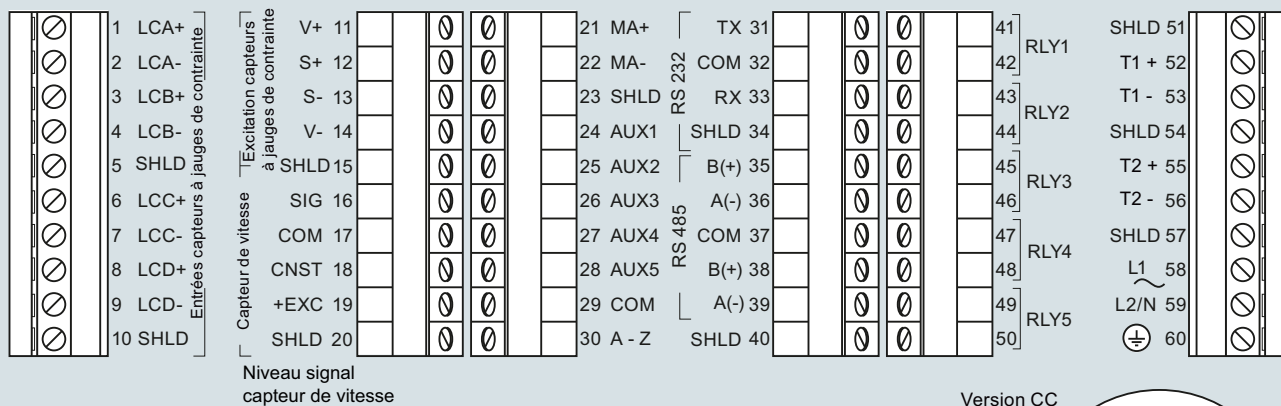 1 LCA+
2 LCA-
3 LCB+
4 LCB-
5 SHLD
6 LCC+
7 LCC-
8 LCD+
9 LCD-
10 SHLD
Entrées capteurs à jauges de contrainte
Excitation capteurs
à jauges de contrainte
Capteur de vitesse
V+ 11
S+ 12
S- 13
V- 14
SHLD 15
SIG 16
COM 17
CNST 18
+EXC 19
SHLD 20
Niveau signal
capteur de vitesse
21 MA+
22 MA-
23 SHLD
24 AUX1
25 AUX2
26 AUX3
27 AUX4
28 AUX5
29 COM
30 A - Z
RS 232
RS 485
TX 31
COM 32
RX 33
SHLD 34
B(+) 35
A(-) 36
COM 37
B(+) 38
A(-) 39
SHLD 40
41
42
RLY1
43
44
RLY2
45
46
RLY3
47
48
RLY4
49
50
RLY5
SHLD 51
T1 + 52
T1 - 53
SHLD 54
T2 + 55
T2 - 56
SHLD 57
L1 58
L2/N 59
60
Version CC